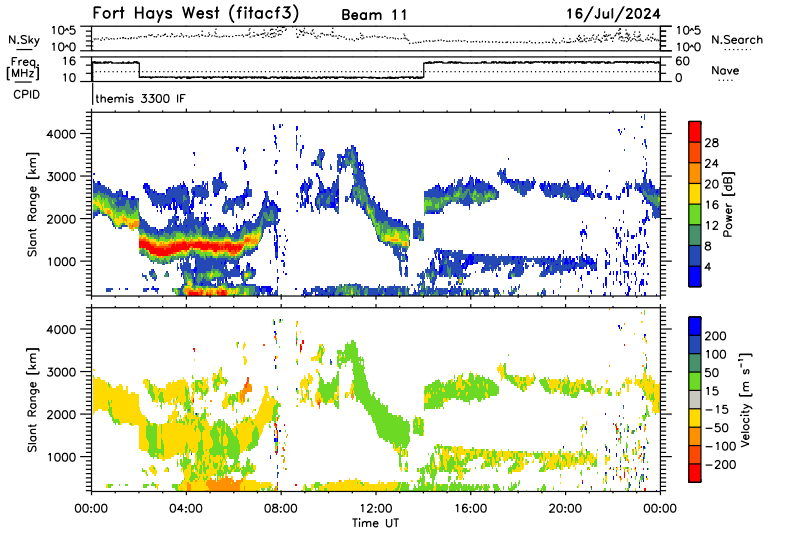 Fort Hays West (fitacf3) Beam 11 16/Jul/2024
N.Sky 10^5 10^0 10^5 10^0 N.Search
Freq. [MHz] 16 10 60 0 Nave
CPID themis 3300 IF
Slant Range [km] 4000 3000 2000 1000
Power [dB] 28 24 20 16 12 8 4
Slant Range [km] 4000 3000 2000 1000
Velocity [m s⁻¹] 200 100 50 15 −15 −50 −100 −200
00:00 04:00 08:00 12:00 16:00 20:00 00:00
Time UT